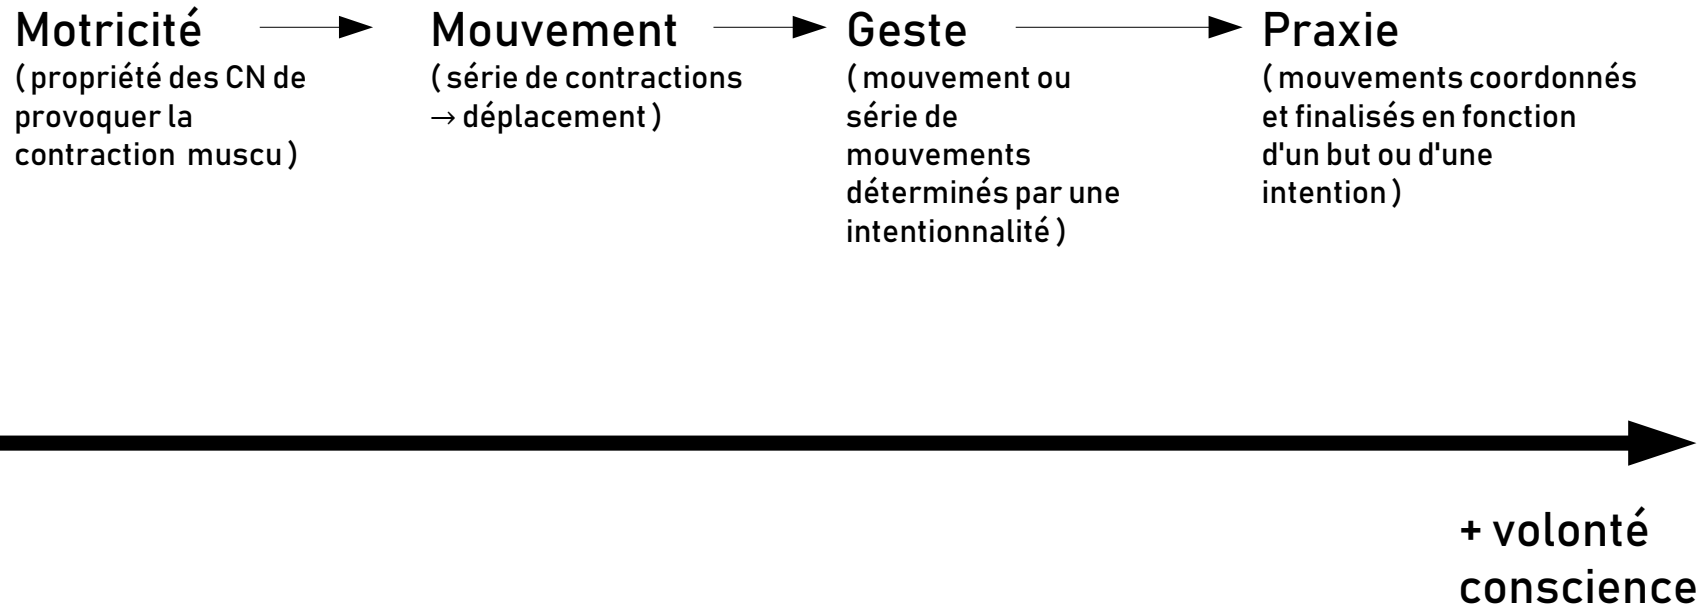 Motricité
( propriété des CN de
provoquer la
contraction muscu )
Mouvement
( série de contractions
→ déplacement )
Geste
( mouvement ou
série de
mouvements
déterminés par une
intentionnalité )
Praxie
( mouvements coordonnés
et finalisés en fonction
d'un but ou d'une
intention )
+ volonté
conscience